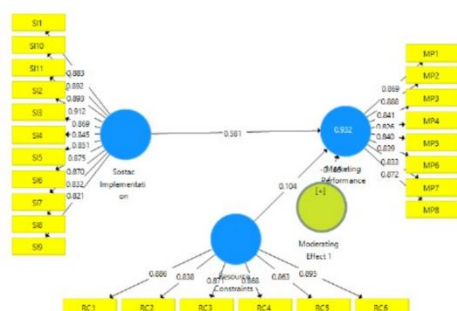 SI1
SI10
SI11
SI2
SI3
SI4
SI5
SI6
SI7
SI8
SI9
0.883
0.892
0.893
0.912
0.869
0.845
0.851
0.875
0.870
0.832
0.821
Sostac
Implementati
on
0.581
0.932
Marketing
Performance
0.869
0.888
0.841
0.826
0.840
0.839
0.833
0.872
MP1
MP2
MP3
MP4
MP5
MP6
MP7
MP8
0.104
[+]
Moderating
Effect 1
Resource
Constraints
0.886
0.838
0.871
0.868
0.863
0.895
RC1
RC2
RC3
RC4
RC5
RC6